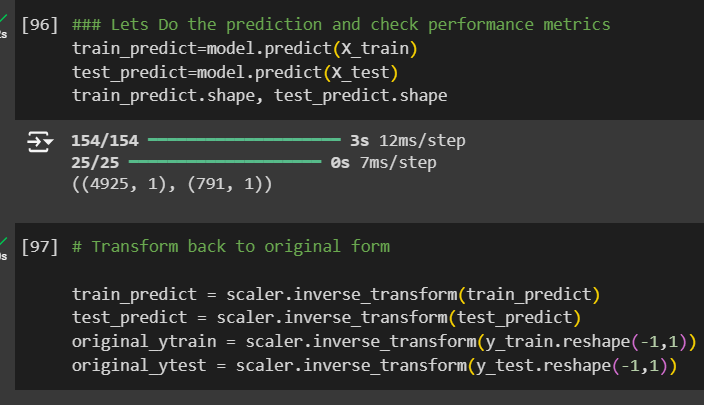 [96] ### Lets Do the prediction and check performance metrics
train_predict=model.predict(X_train)
test_predict=model.predict(X_test)
train_predict.shape, test_predict.shape
154/154 ━━━━━━━━━━━━━━━━━━━━ 3s 12ms/step
25/25 ━━━━━━━━━━━━━━━━━━━━ 0s 7ms/step
((4925, 1), (791, 1))
[97] # Transform back to original form
train_predict = scaler.inverse_transform(train_predict)
test_predict = scaler.inverse_transform(test_predict)
original_ytrain = scaler.inverse_transform(y_train.reshape(-1,1))
original_ytest = scaler.inverse_transform(y_test.reshape(-1,1))